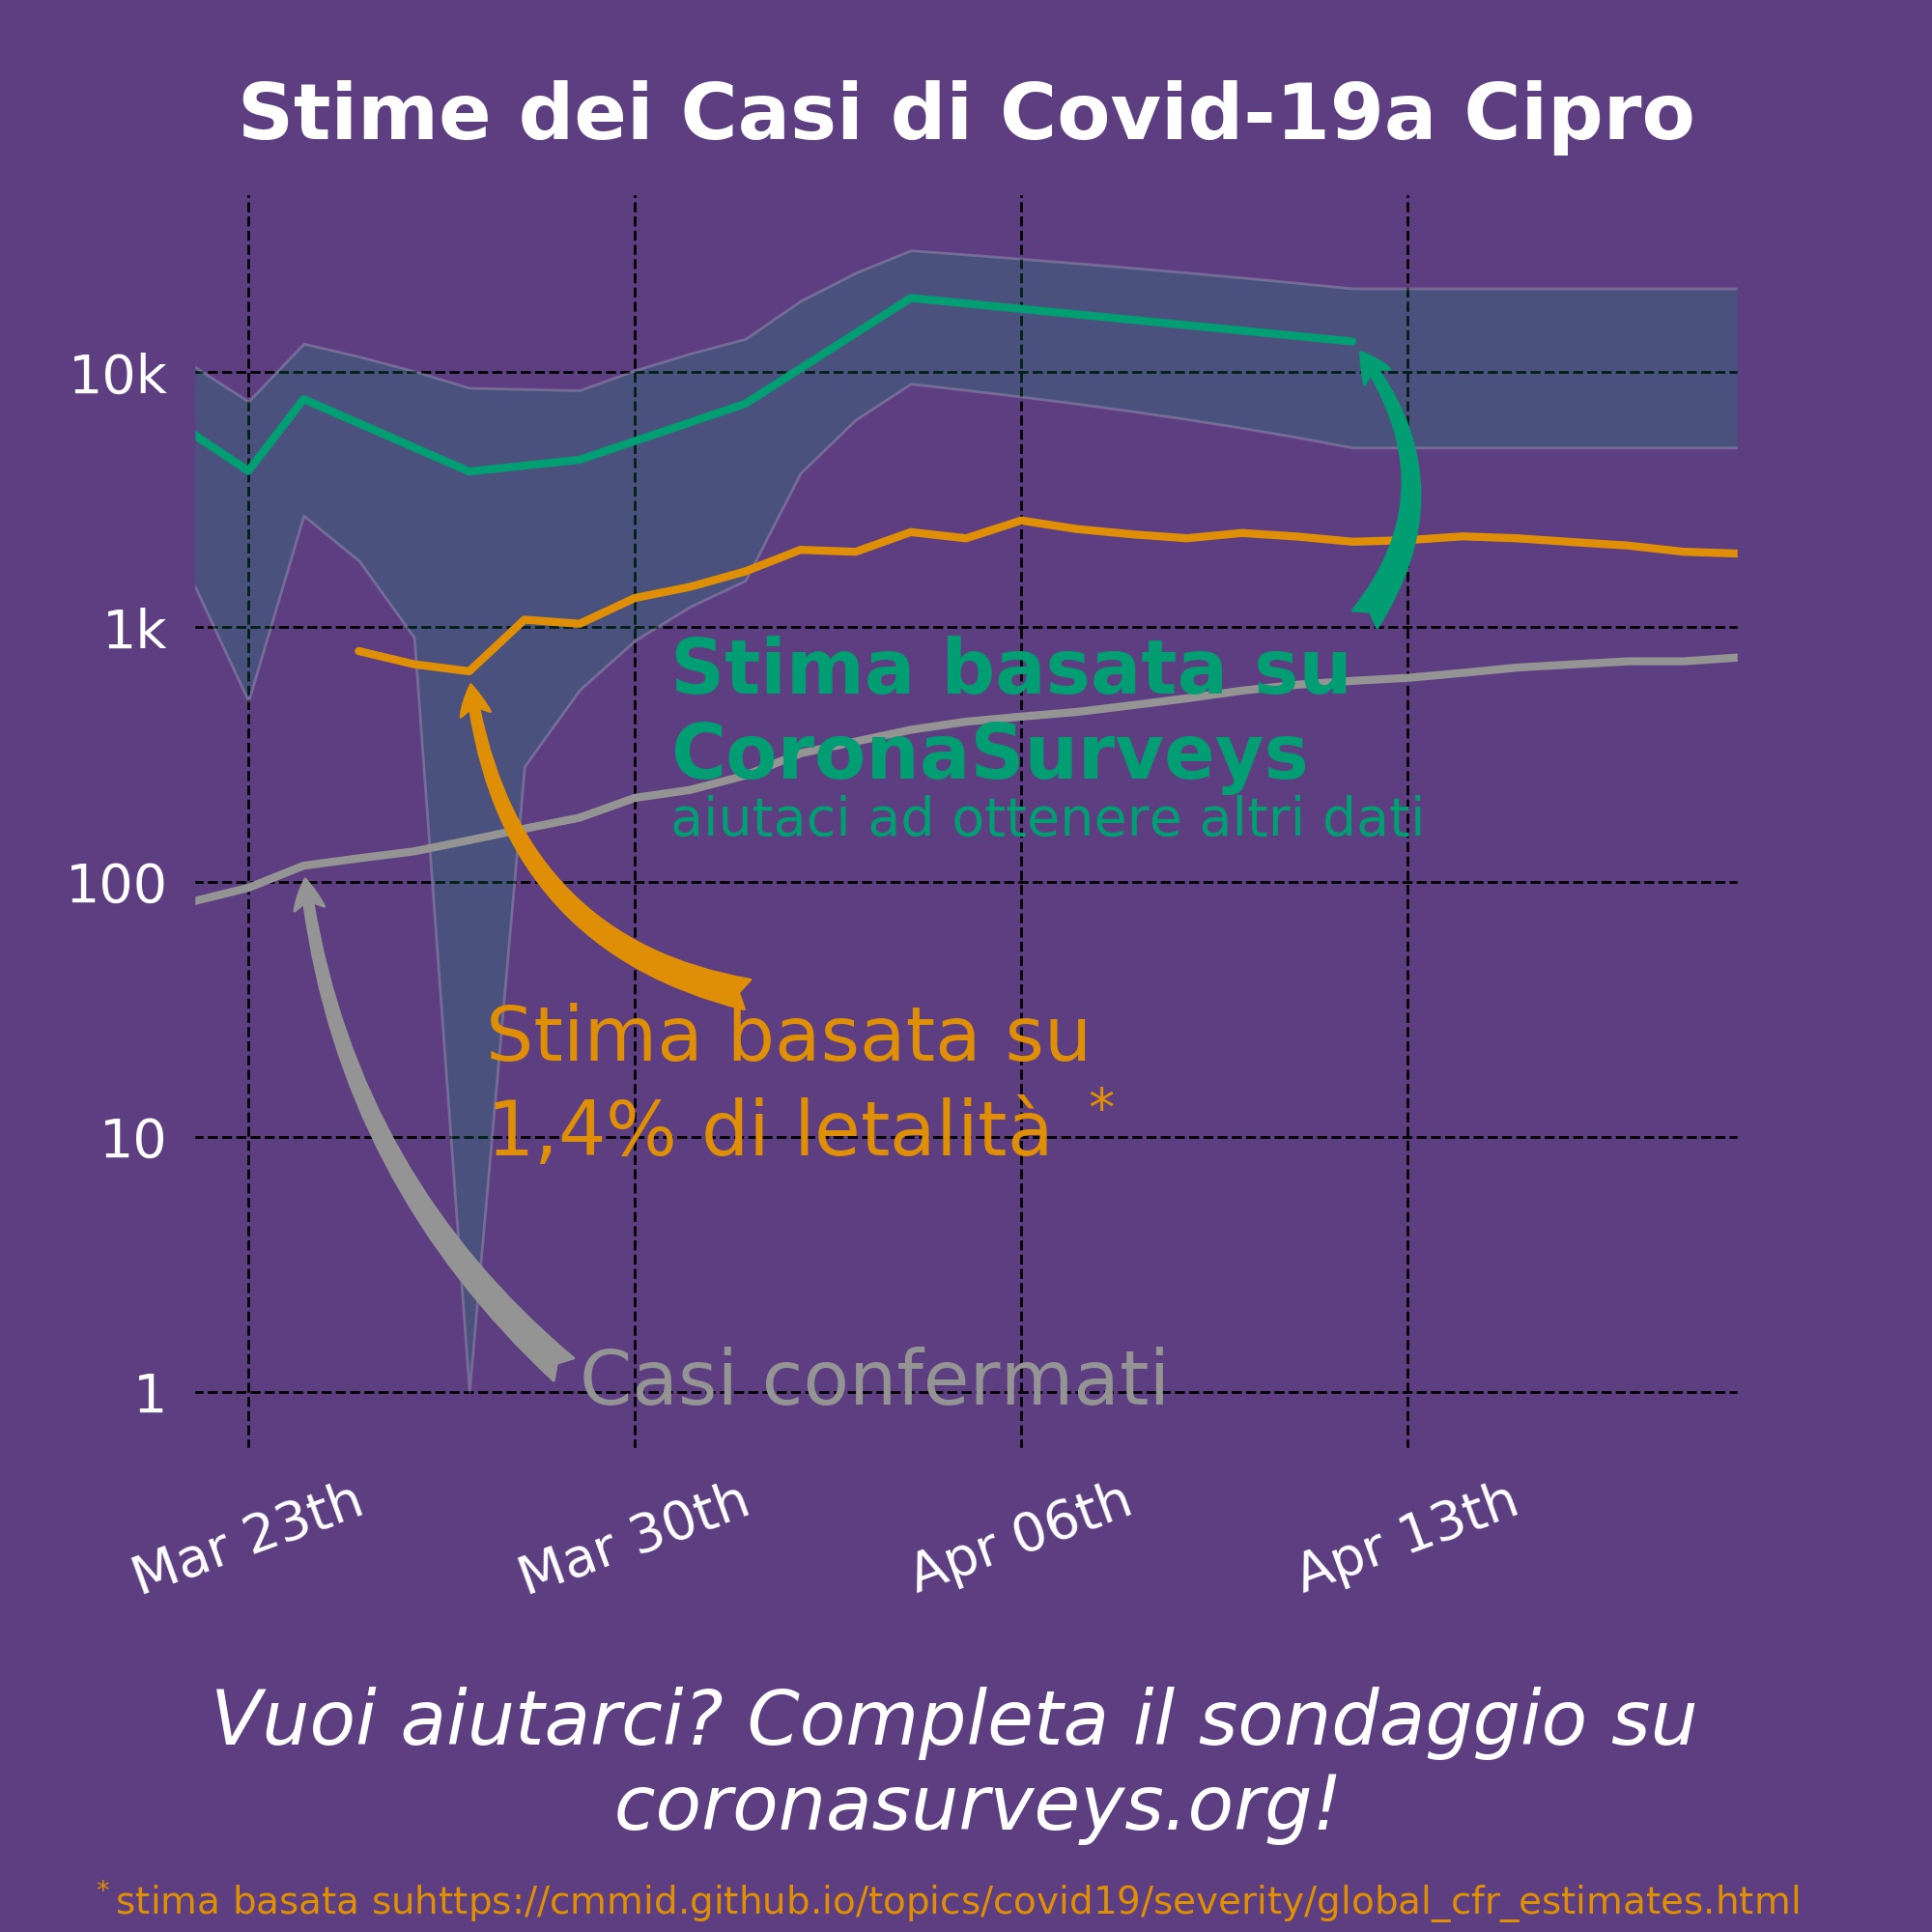 Stime dei Casi di Covid-19a Cipro
10k
1k
100
10
1
Stima basata su
CoronaSurveys
aiutaci ad ottenere altri dati
Stima basata su
1,4% di letalità *
Casi confermati
Mar 23th
Mar 30th
Apr 06th
Apr 13th
Vuoi aiutarci? Completa il sondaggio su
coronasurveys.org!
* stima basata suhttps://cmmid.github.io/topics/covid19/severity/global_cfr_estimates.html